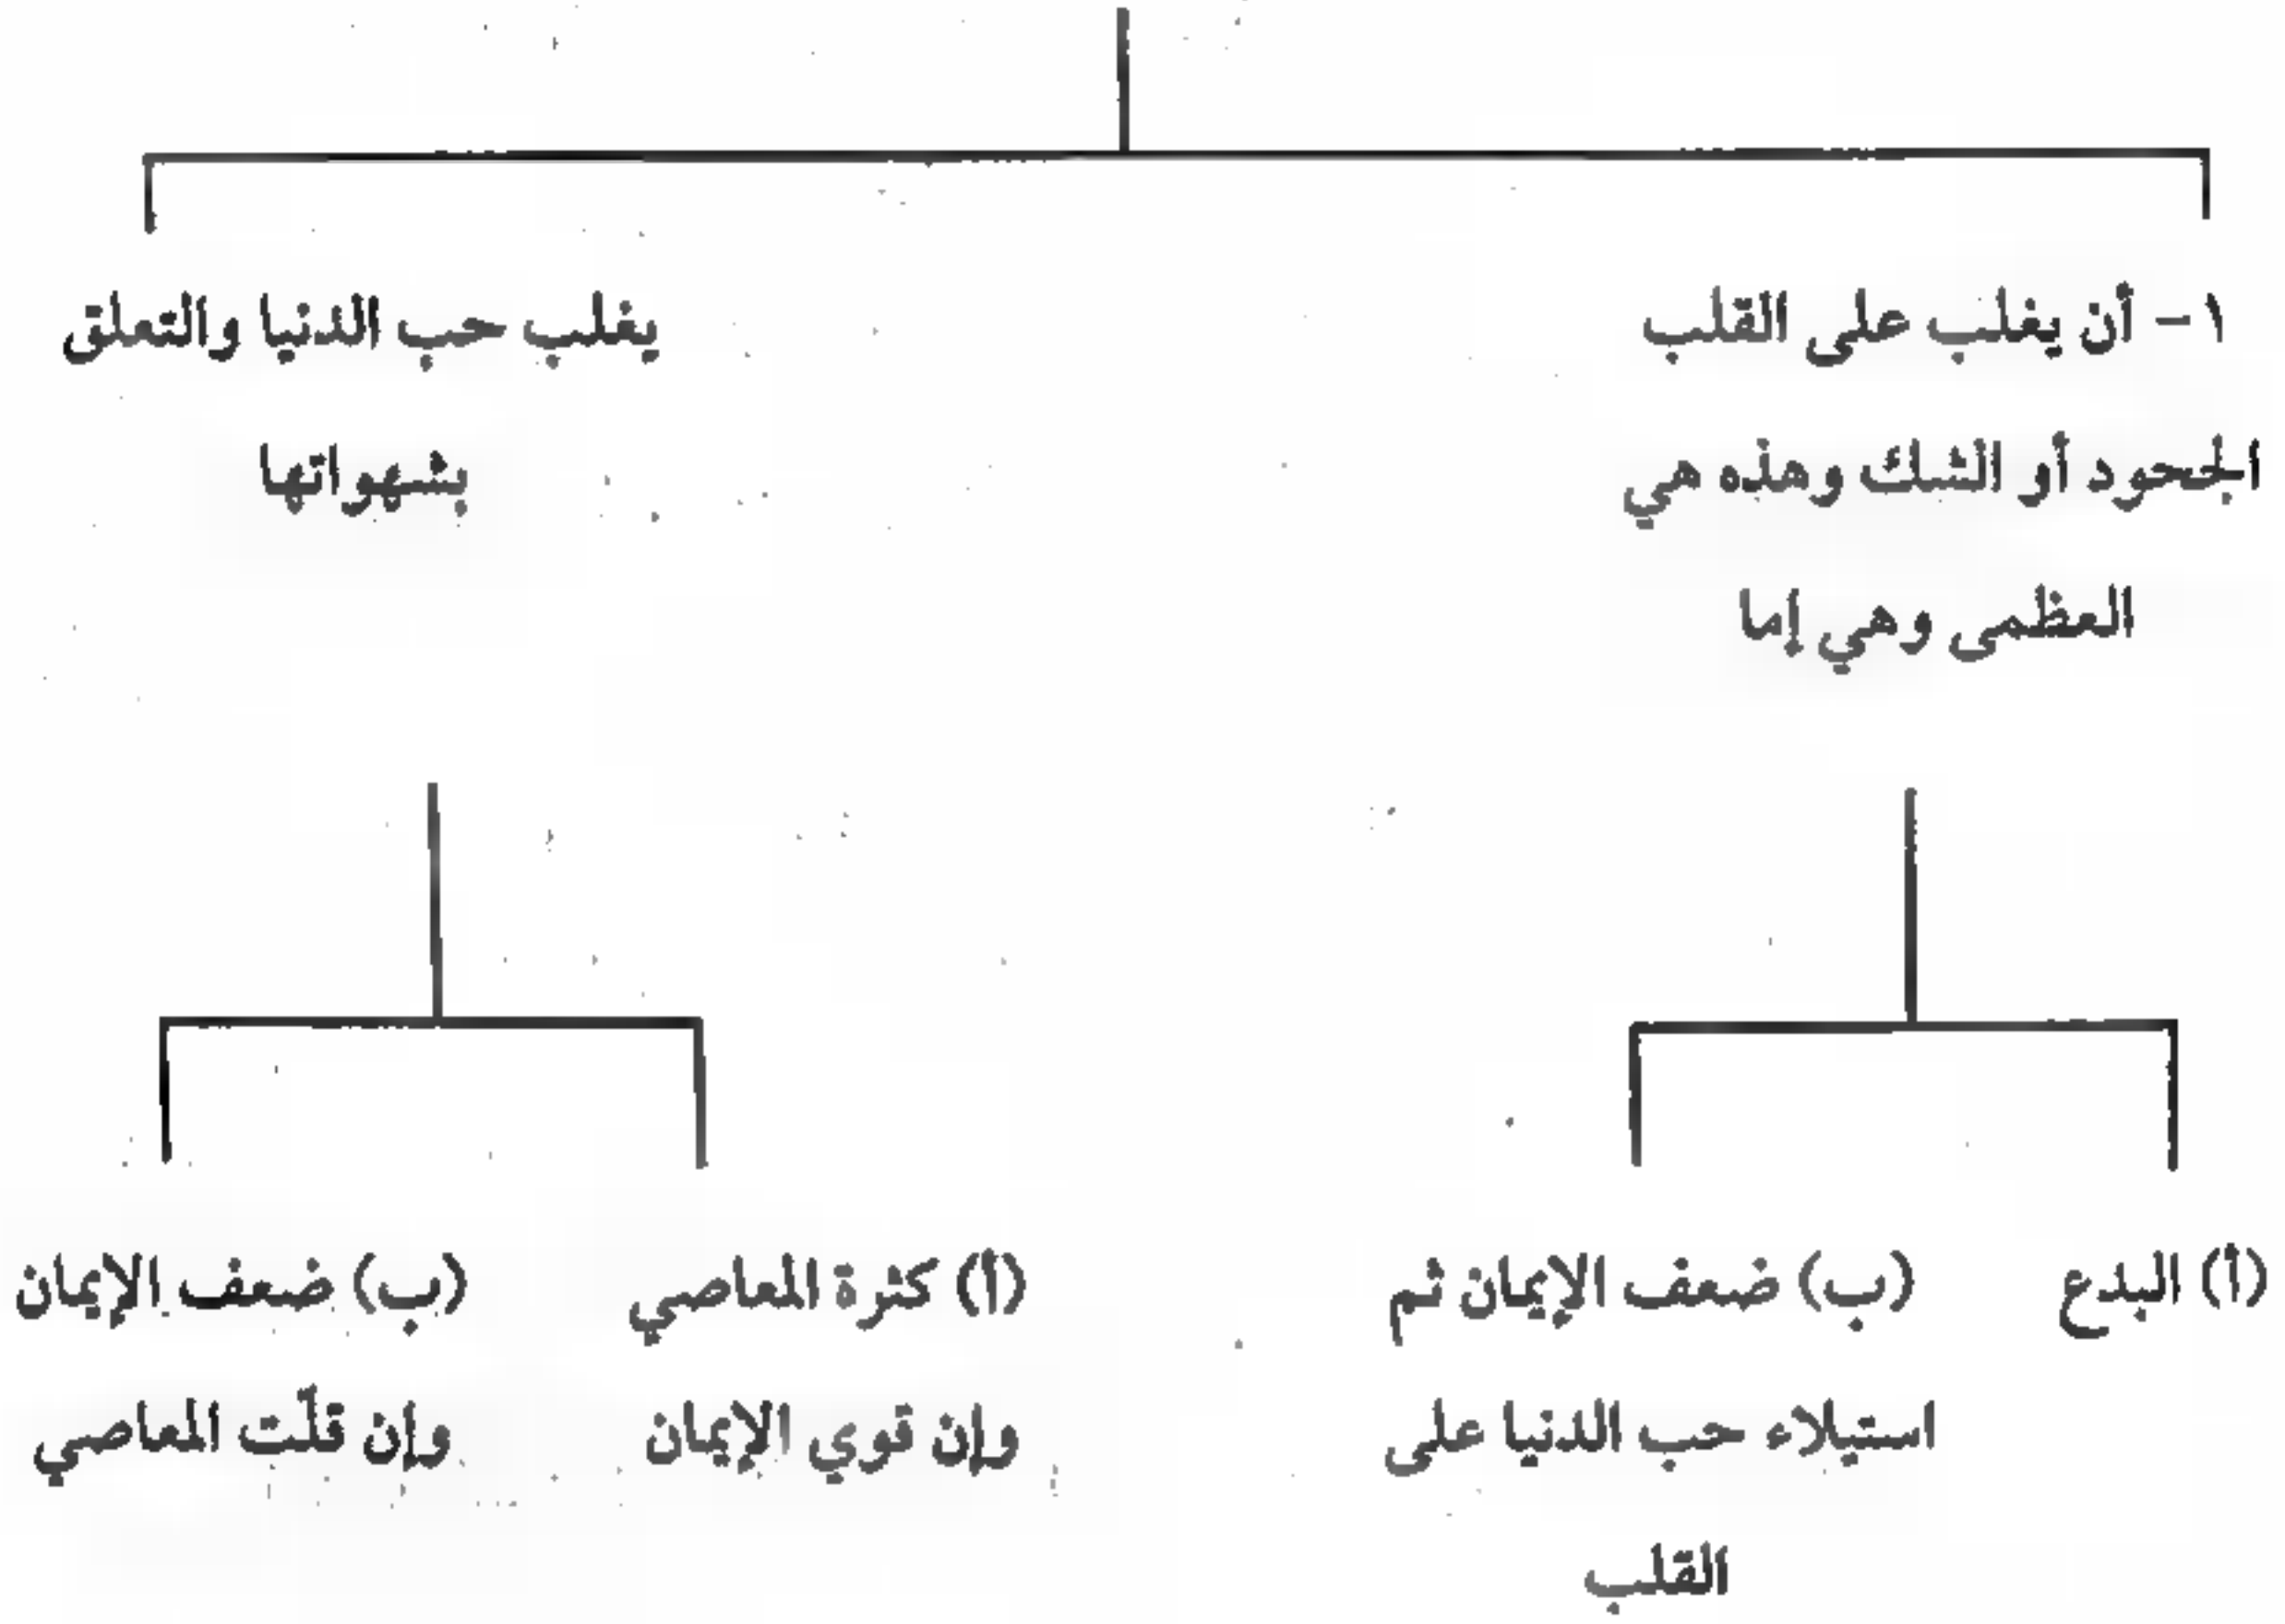 ١- أن يغلب على القلب
الجحود أو الشك وهذه هي
العظمى وهي إما
يغلب حب الدنيا والتعلق
بشهواتها
(أ) البدع
(ب) ضعف الإيمان ثم
استيلاء حب الدنيا على
القلب
(أ) كثرة المعاصي
وإن قوي الإيمان
(ب) ضعف الإيمان
وإن قلّت المعاصي